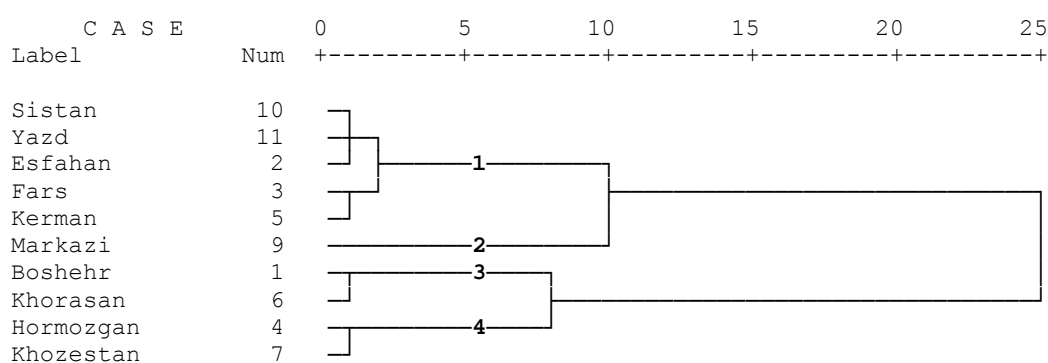 C A S E 0 5 10 15 20 25
Label Num +---------+---------+---------+---------+---------+
Sistan 10
Yazd 11
Esfahan 2 1
Fars 3
Kerman 5
Markazi 9 2
Boshehr 1 3
Khorasan 6
Hormozgan 4 4
Khozestan 7